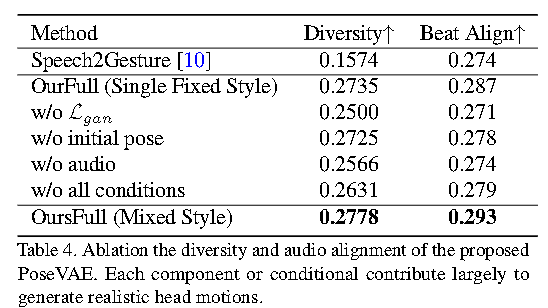 Method Diversity↑ Beat Align↑
Speech2Gesture [10] 0.1574 0.274
OurFull (Single Fixed Style) 0.2735 0.287
w/o ℒgan 0.2500 0.271
w/o initial pose 0.2725 0.278
w/o audio 0.2566 0.274
w/o all conditions 0.2631 0.279
OursFull (Mixed Style) 0.2778 0.293
Table 4. Ablation the diversity and audio alignment of the proposed
PoseVAE. Each component or conditional contribute largely to
generate realistic head motions.